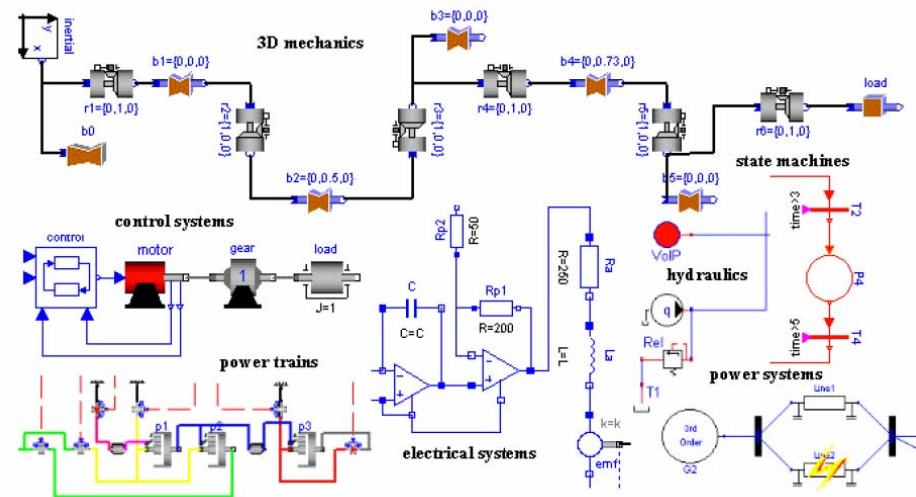 y
x
inertial
3D mechanics
b3={0,0,0}
b1={0,0,0}
r1={0,1,0}
b0
r2={1,0,0}
b2={0,0.5,0}
r4={0,1,0}
b4={0,0.73,0}
r5={1,0,0}
b5={0,0,0}
r6={0,1,0}
load
state machines
control systems
control
motor
gear
1
load
J=1
Rp2
R=50
C
C=C
Rp1
R=200
R=250
Ra
L=L
La
k=k
emf
electrical systems
VolP
hydraulics
q
Rel
T1
time>3
T2
P4
time>5
T4
power trains
p1
p2
p3
power systems
3rd
Order
G2
Line1
Line2